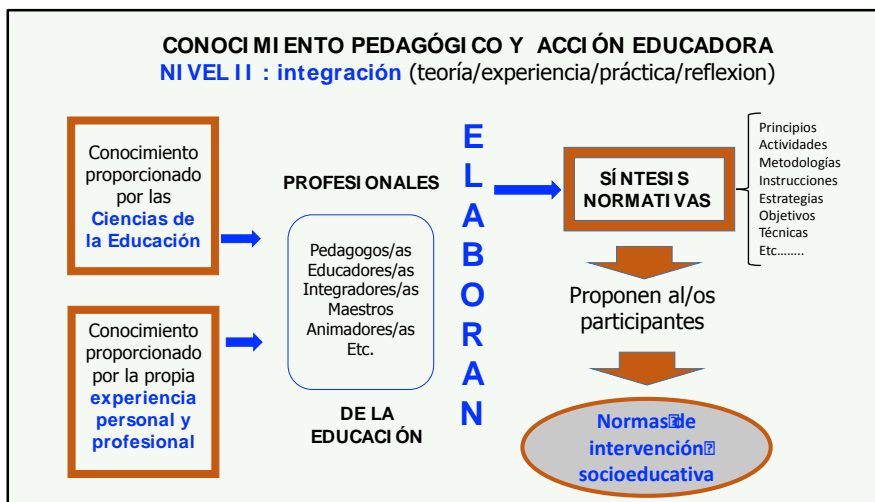 CONOCIMIENTO PEDAGÓGICO Y ACCIÓN EDUCADORA
NIVEL II : integración (teoría/experiencia/práctica/reflexion)
Conocimiento
proporcionado
por las
Ciencias de
la Educación
Conocimiento
proporcionado
por la propia
experiencia
personal y
profesional
PROFESIONALES
Pedagogos/as
Educadores/as
Integradores/as
Maestros
Animadores/as
Etc.
DE LA
EDUCACIÓN
E
L
A
B
O
R
A
N
SÍNTESIS
NORMATIVAS
Principios
Actividades
Metodologías
Instrucciones
Estrategias
Objetivos
Técnicas
Etc........
Proponen al/os
participantes
Normas de
intervención
socioeducativa